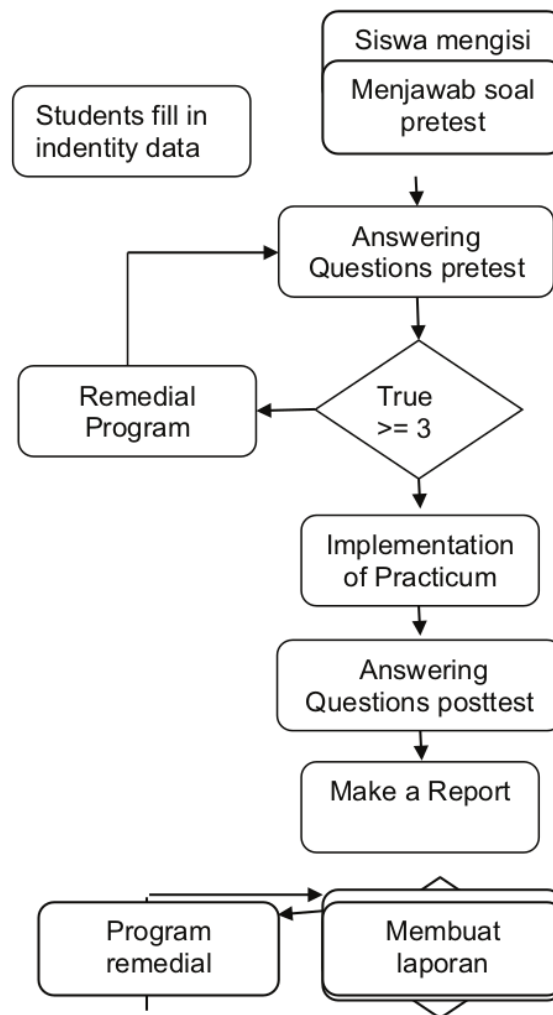 Siswa mengisi
Menjawab soal
pretest
Students fill in
indentity data
Answering
Questions pretest
Remedial
Program
True
>= 3
Implementation
of Practicum
Answering
Questions posttest
Make a Report
Program
remedial
Membuat
laporan